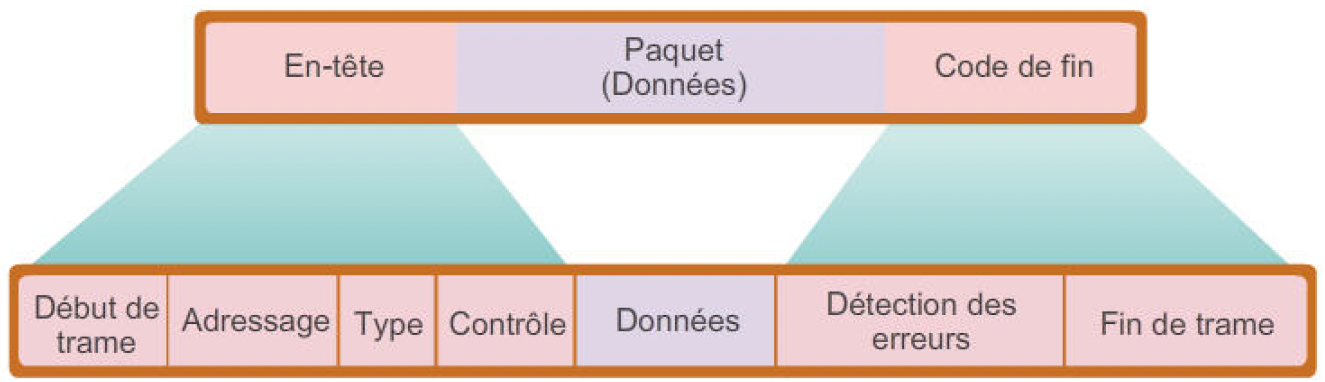 En-tête
Paquet
(Données)
Code de fin
Début de
trame
Adressage
Type
Contrôle
Données
Détection des
erreurs
Fin de trame